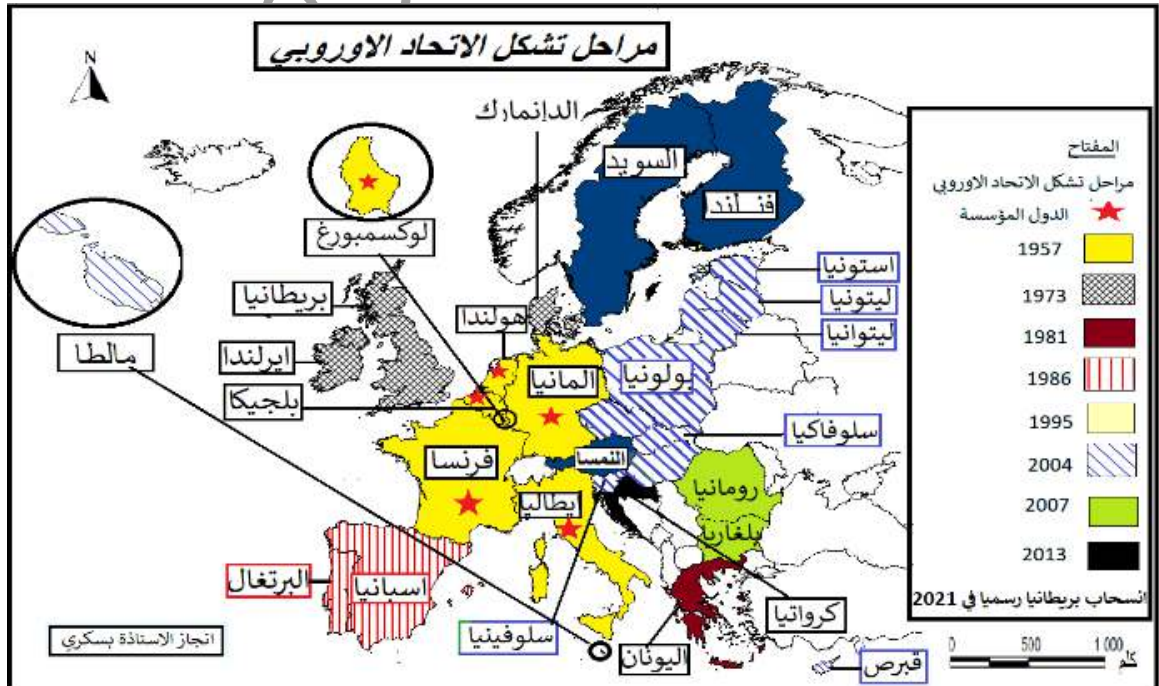 مراحل تشكل الاتحاد الاوروبي
N
الدانمارك
السويد
فنلندا
لوكسمبورغ
استونيا
ليتونيا
ليتوانيا
بريطانيا
هولندا
مالطا
ايرلندا
المانيا
بولونيا
بلجيكا
سلوفاكيا
فرنسا
النمسا
رومانيا
ايطاليا
بلغاريا
البرتغال
اسبانيا
كرواتيا
سلوفينيا
اليونان
قبرص
انجاز الاستاذة بسكري
المفتاح
مراحل تشكل الاتحاد الاوروبي
الدول المؤسسة
1957
1973
1981
1986
1995
2004
2007
2013
انسحاب بريطانيا رسميا في 2021
0 500 1 000
كلم